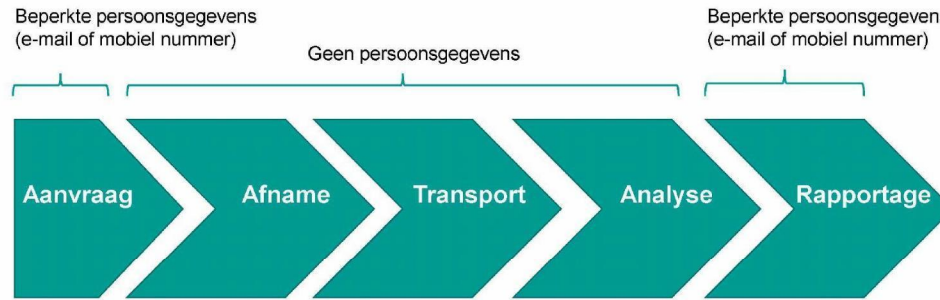 Beperkte persoonsgegevens
(e-mail of mobiel nummer)
Geen persoonsgegevens
Beperkte persoonsgegeven
(e-mail of mobiel nummer)
Aanvraag
Afname
Transport
Analyse
Rapportage